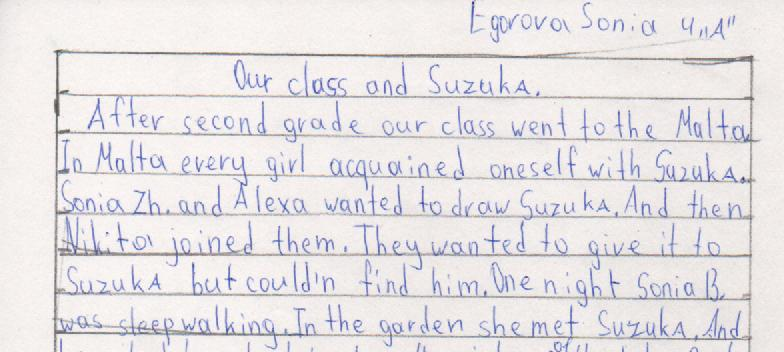 Egorova Sonia 4 „A"
Our class and SuzukA.
After second grade our class went to the Malta
In Malta every girl acquained oneself with SuzukA.
Sonia Zh. and Alexa wanted to draw SuzukA. And then
Nikita joined them. They wanted to give it to
SuzukA but couldn find him. One night Sonia B.
was sleepwalking. In the garden she met SuzukA. And